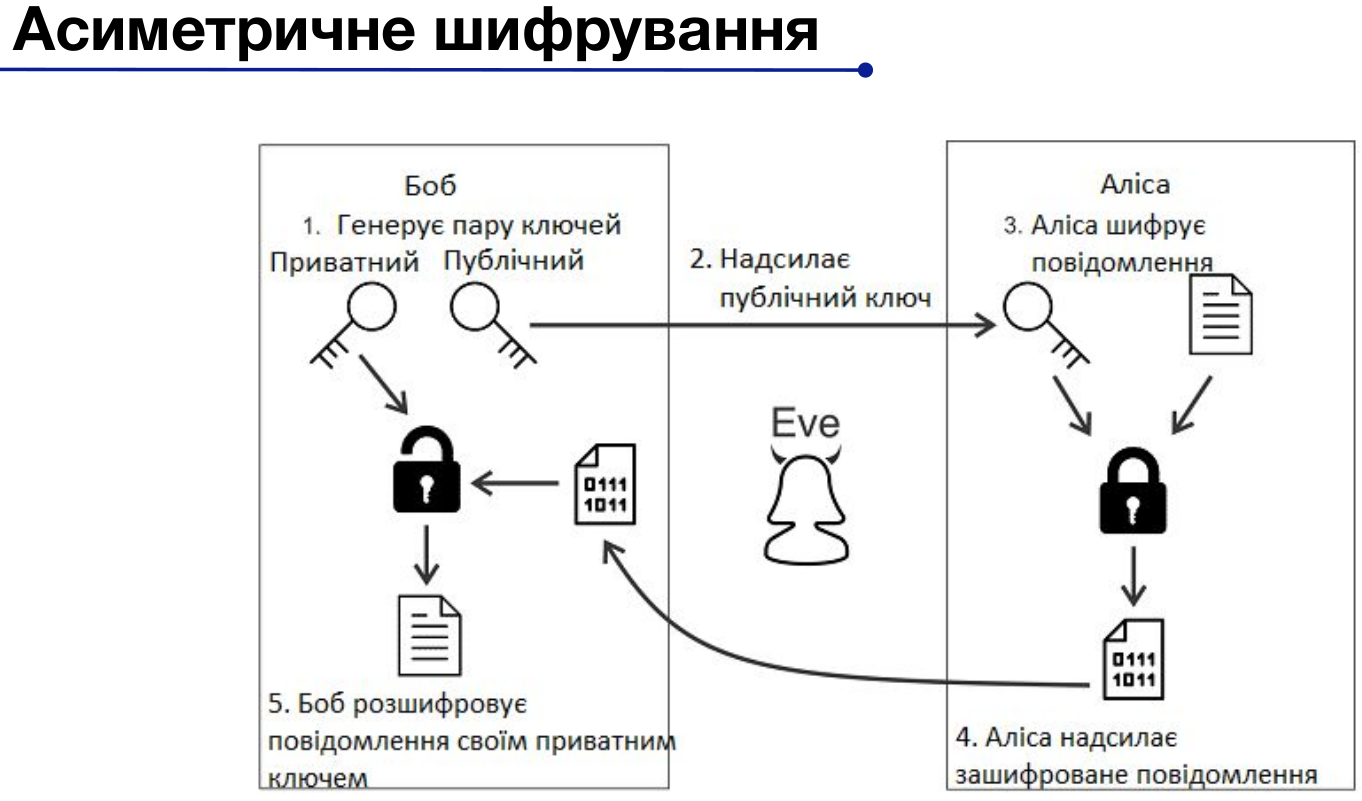 Асиметричне шифрування
Боб
1. Генерує пару ключей
Приватний Публічний
2. Надсилає
публічний ключ
Аліса
3. Аліса шифрує
повідомлення
Eve
0111
1011
0111
1011
5. Боб розшифровує
повідомлення своїм приватним
ключем
4. Аліса надсилає
зашифроване повідомлення